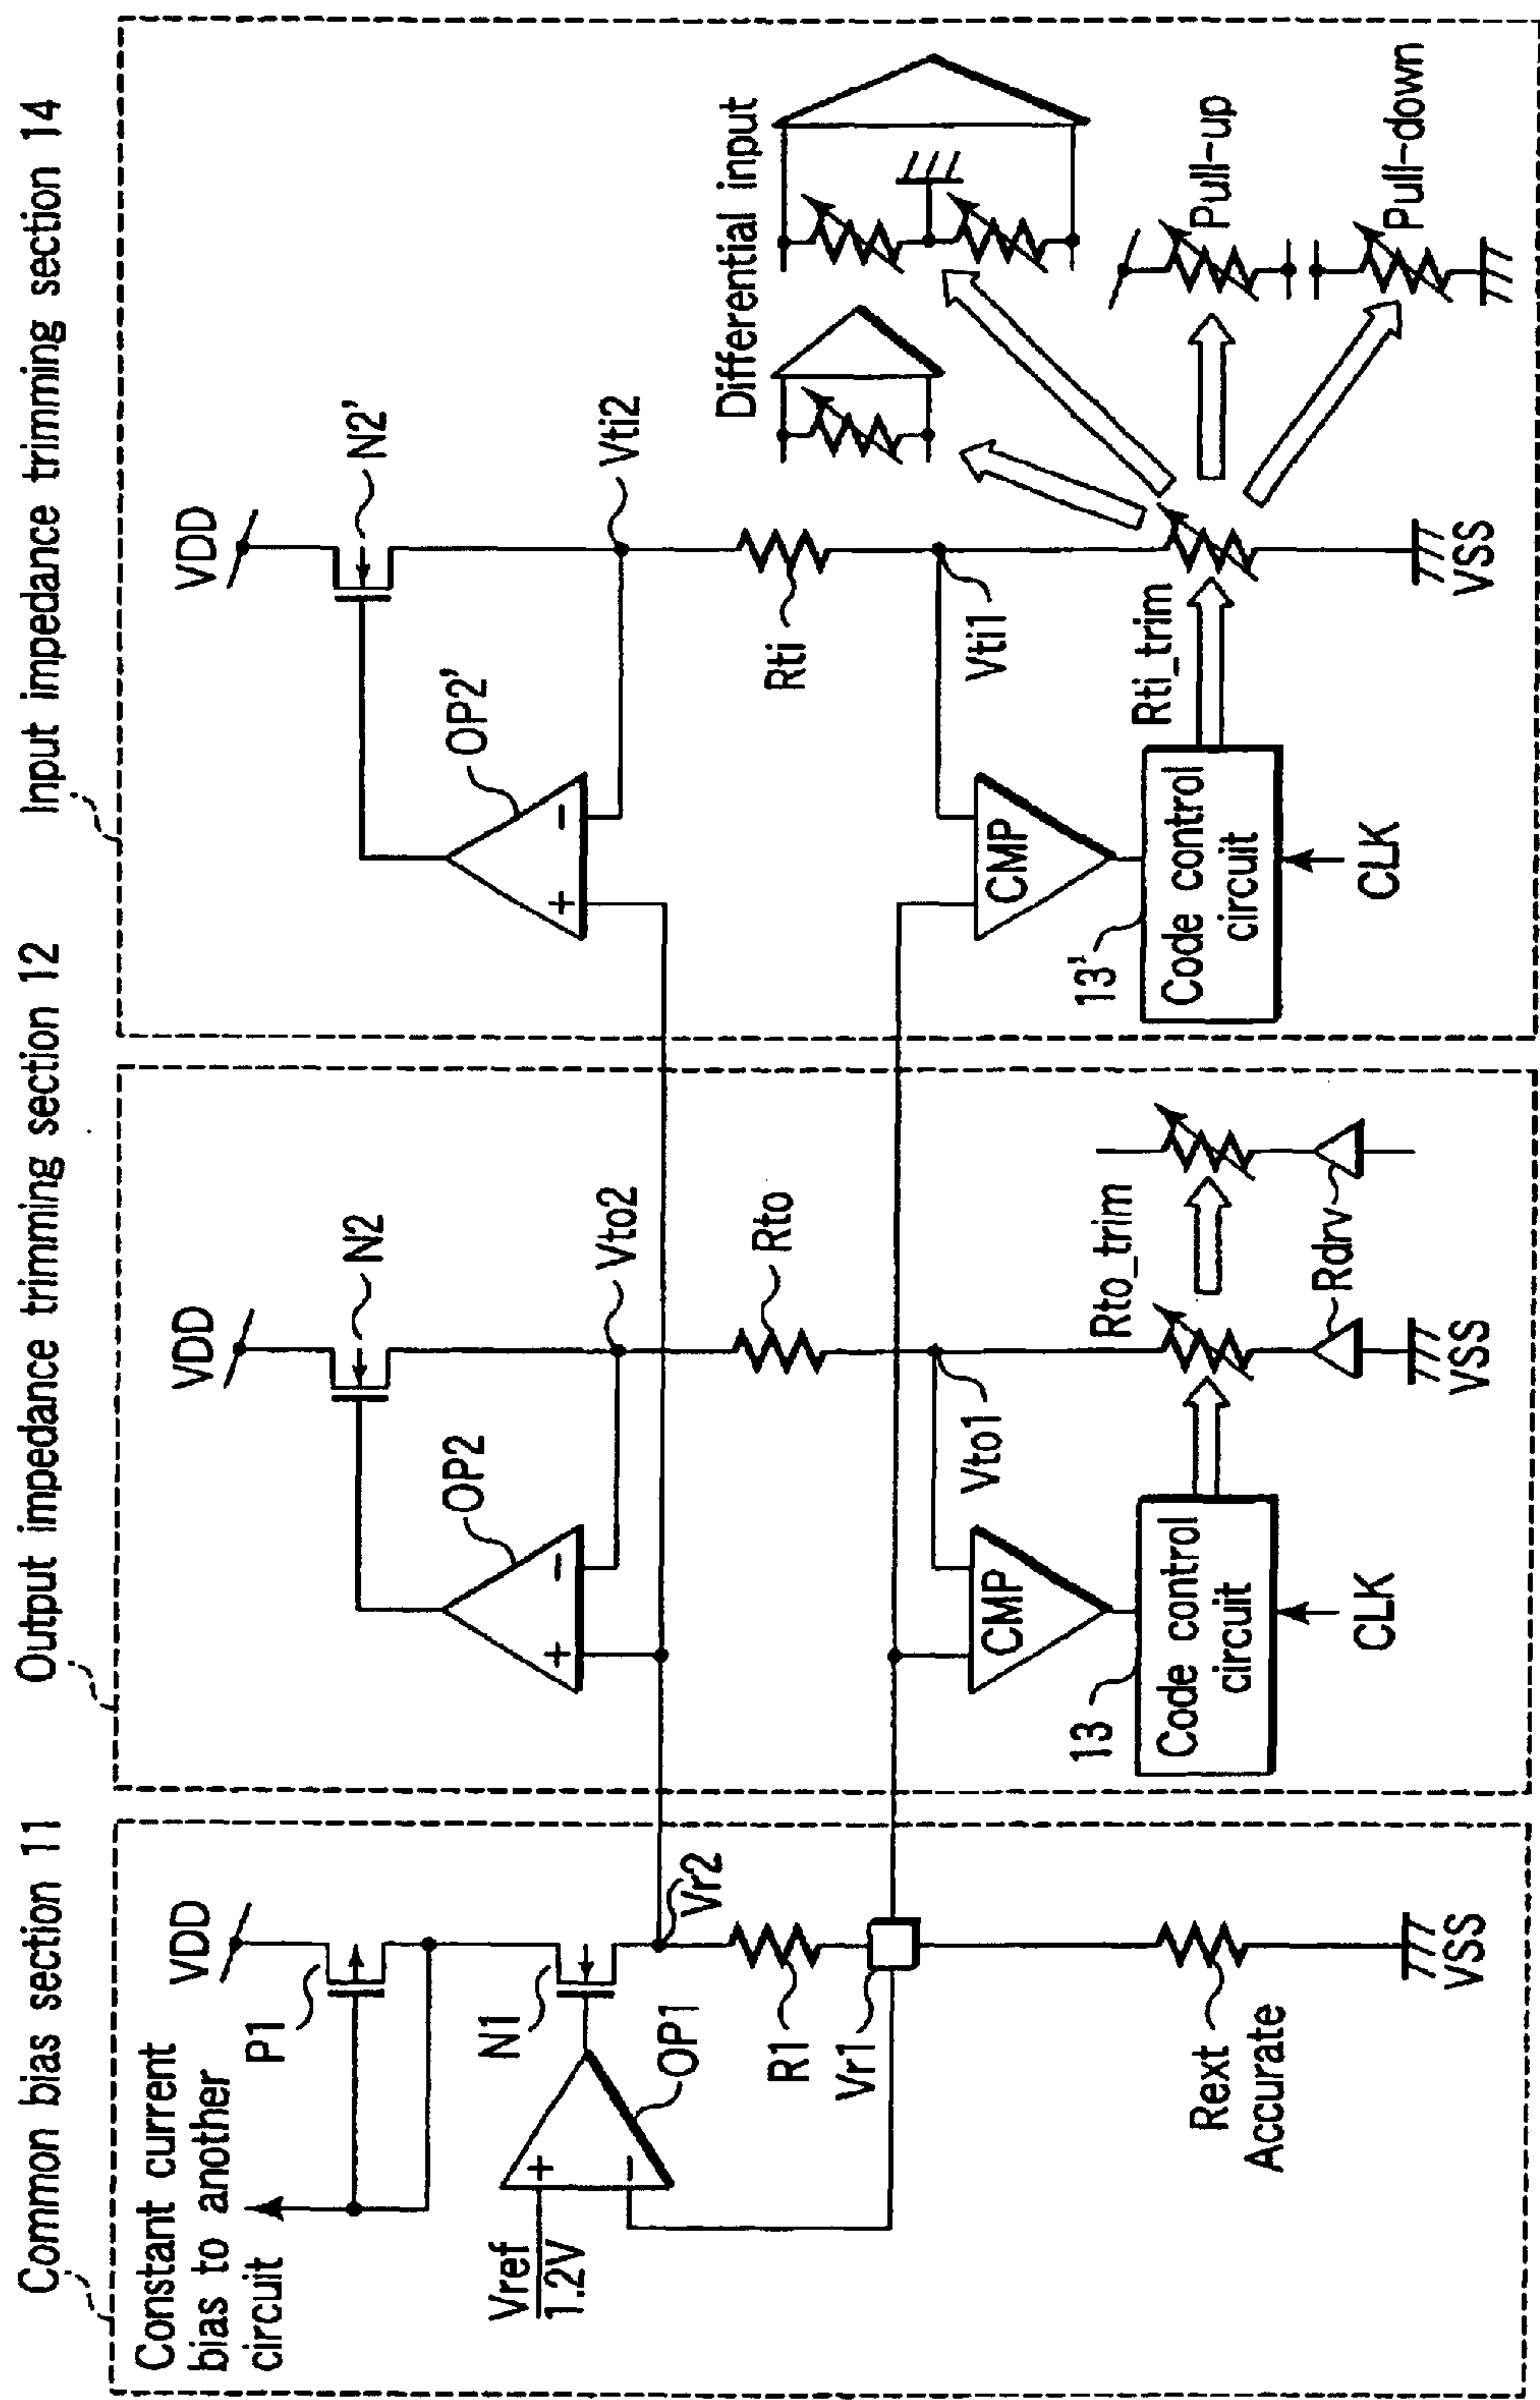 Common bias section 11
Constant current
bias to another
circuit
VDD
P1
N1
Vref
1.2V
+
−
OP1
Vr2
R1
Vr1
Rext
Accurate
VSS
Output impedance trimming section 12
VDD
N2
OP2
+
−
Vto2
Rto
CMP
Vto1
13
Code control
circuit
CLK
Rto_trim
Rdrv
VSS
Input impedance trimming section 14
VDD
N2'
OP2'
+
−
Vti2
Rti
CMP
Vti1
13'
Code control
circuit
CLK
Rti_trim
VSS
Differential input
Pull-up
Pull-down